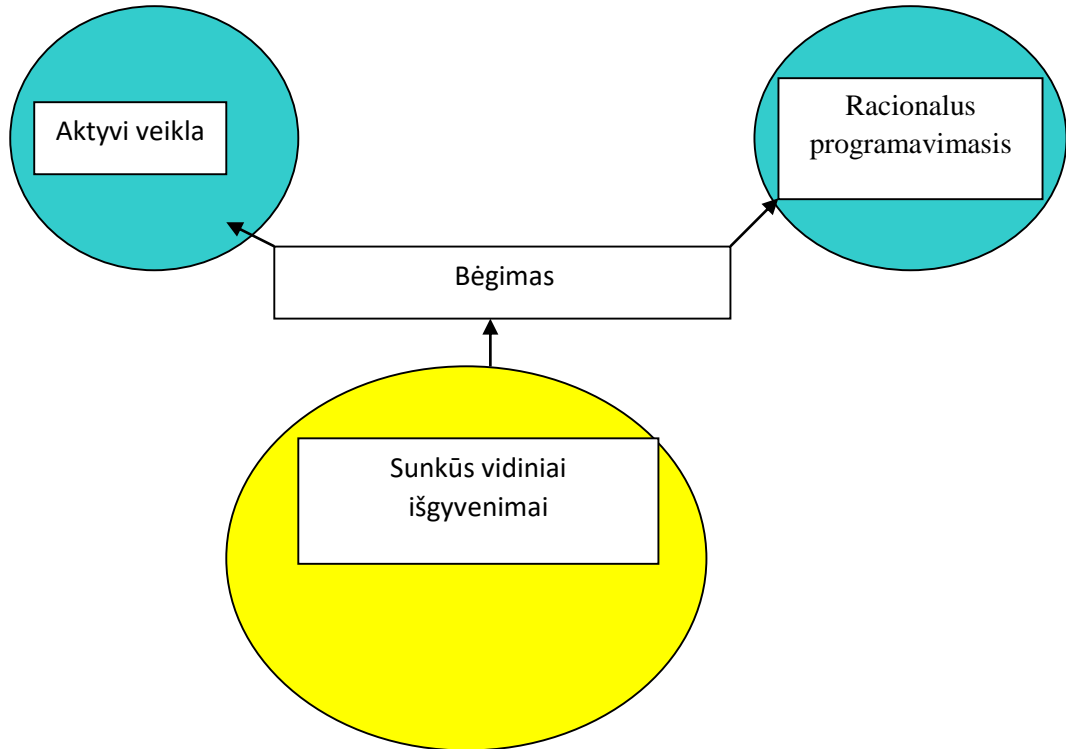 Aktyvi veikla
Racionalus
programavimasis
Bėgimas
Sunkūs vidiniai
išgyvenimai